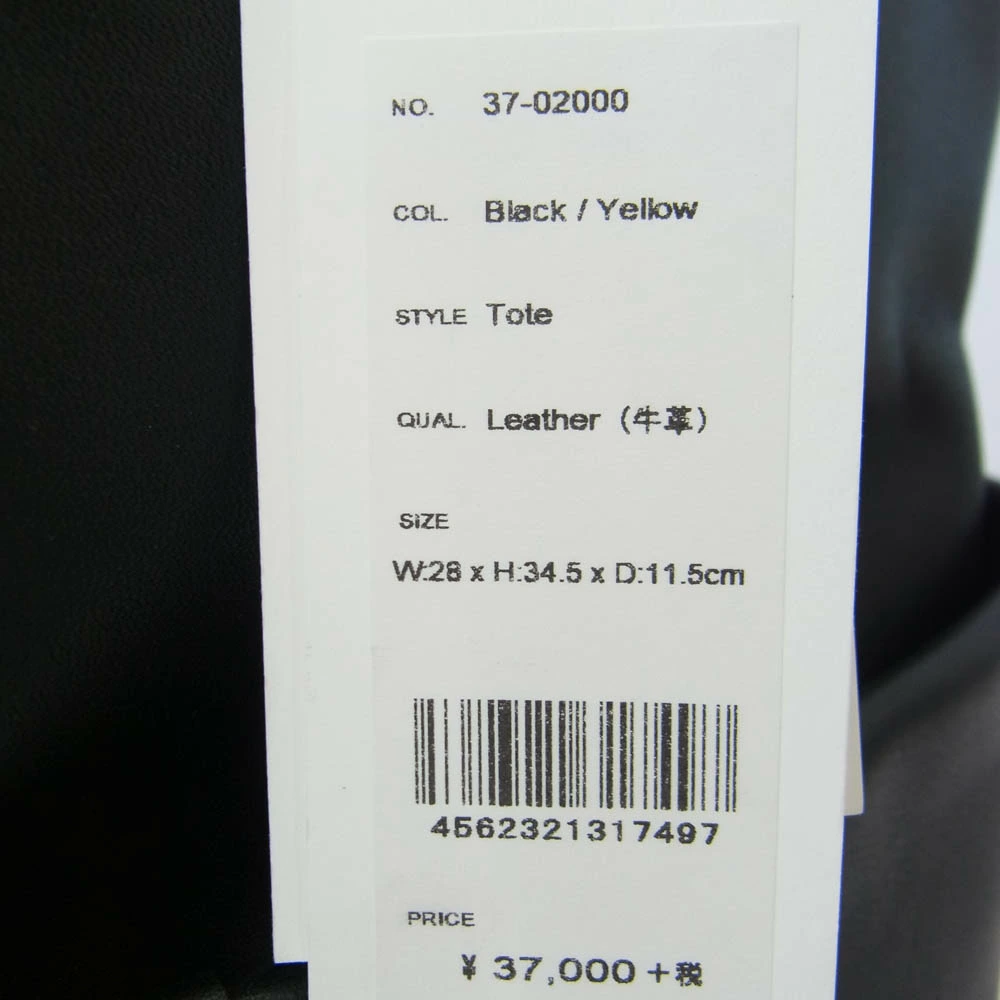 NO. 37-02000
COL. Black / Yellow
STYLE Tote
QUAL. Leather (牛革)
SIZE
W:28 x H:34.5 x D:11.5cm
4562321317497
PRICE
¥ 37,000+税